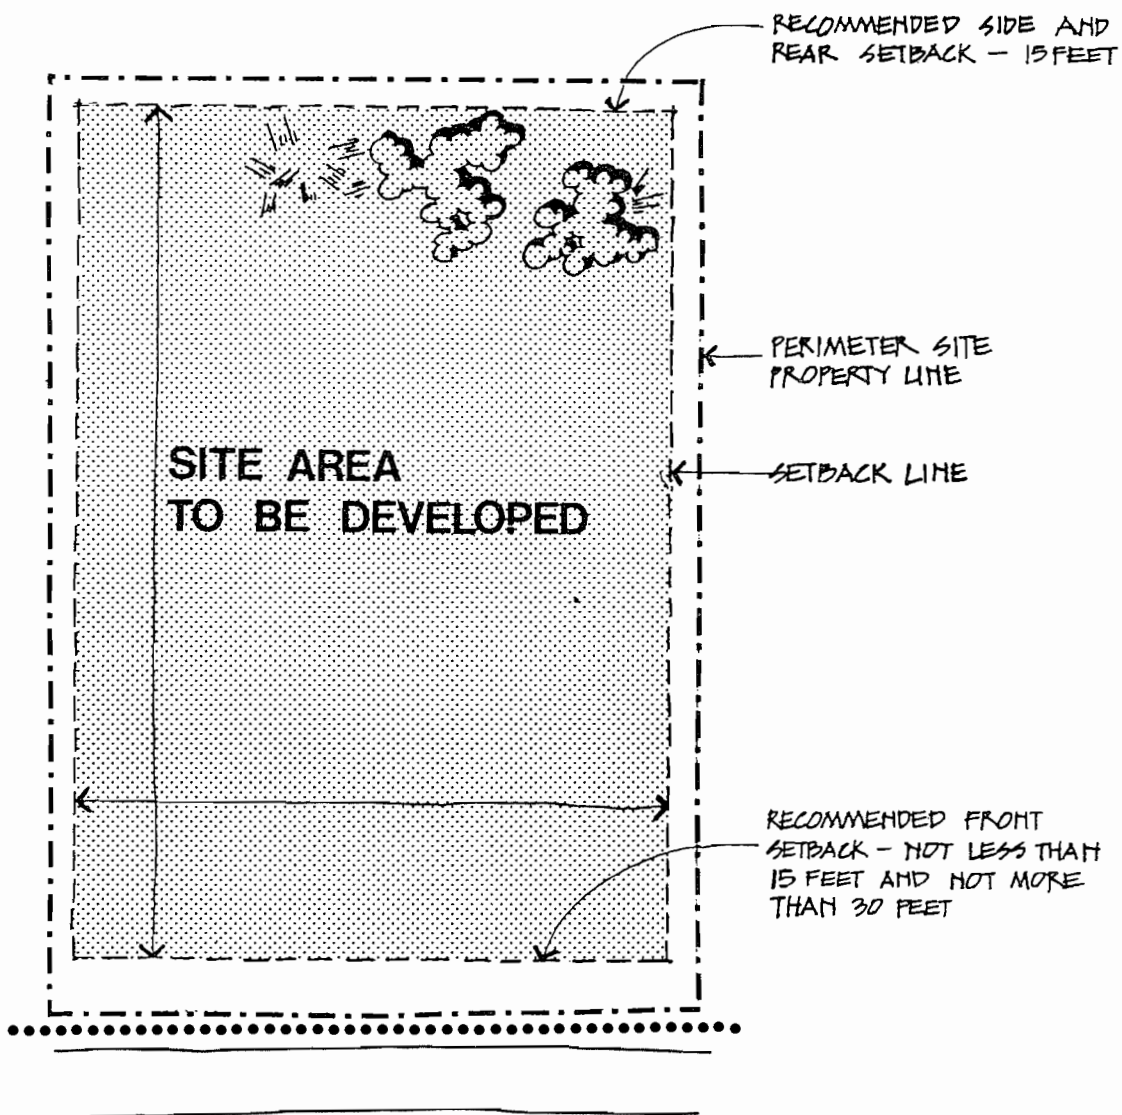 RECOMMENDED SIDE AND
REAR SETBACK – 15 FEET
PERIMETER SITE
PROPERTY LINE
SITE AREA
TO BE DEVELOPED
SETBACK LINE
RECOMMENDED FRONT
SETBACK – NOT LESS THAN
15 FEET AND NOT MORE
THAN 30 FEET